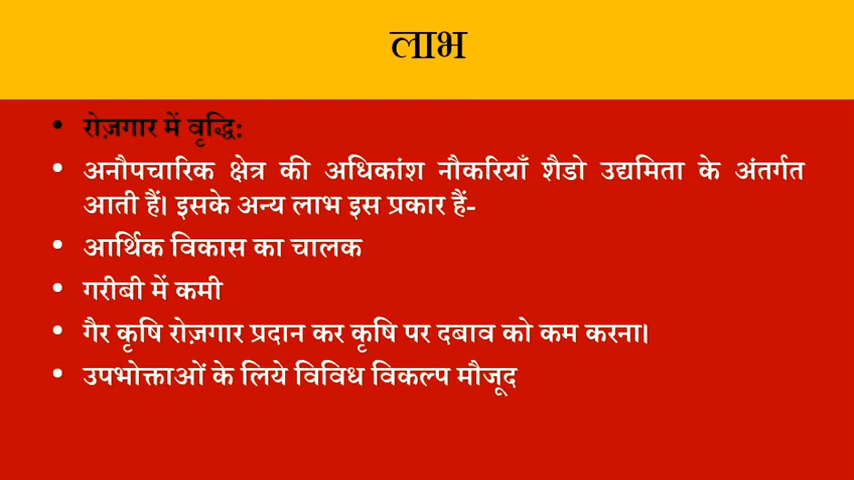 लाभ
• रोज़गार में वृद्धि:
• अनौपचारिक क्षेत्र की अधिकांश नौकरियाँ शैडो उद्यमिता के अंतर्गत
आती हैं। इसके अन्य लाभ इस प्रकार हैं-
• आर्थिक विकास का चालक
• गरीबी में कमी
• गैर कृषि रोज़गार प्रदान कर कृषि पर दबाव को कम करना।
• उपभोक्ताओं के लिये विविध विकल्प मौजूद